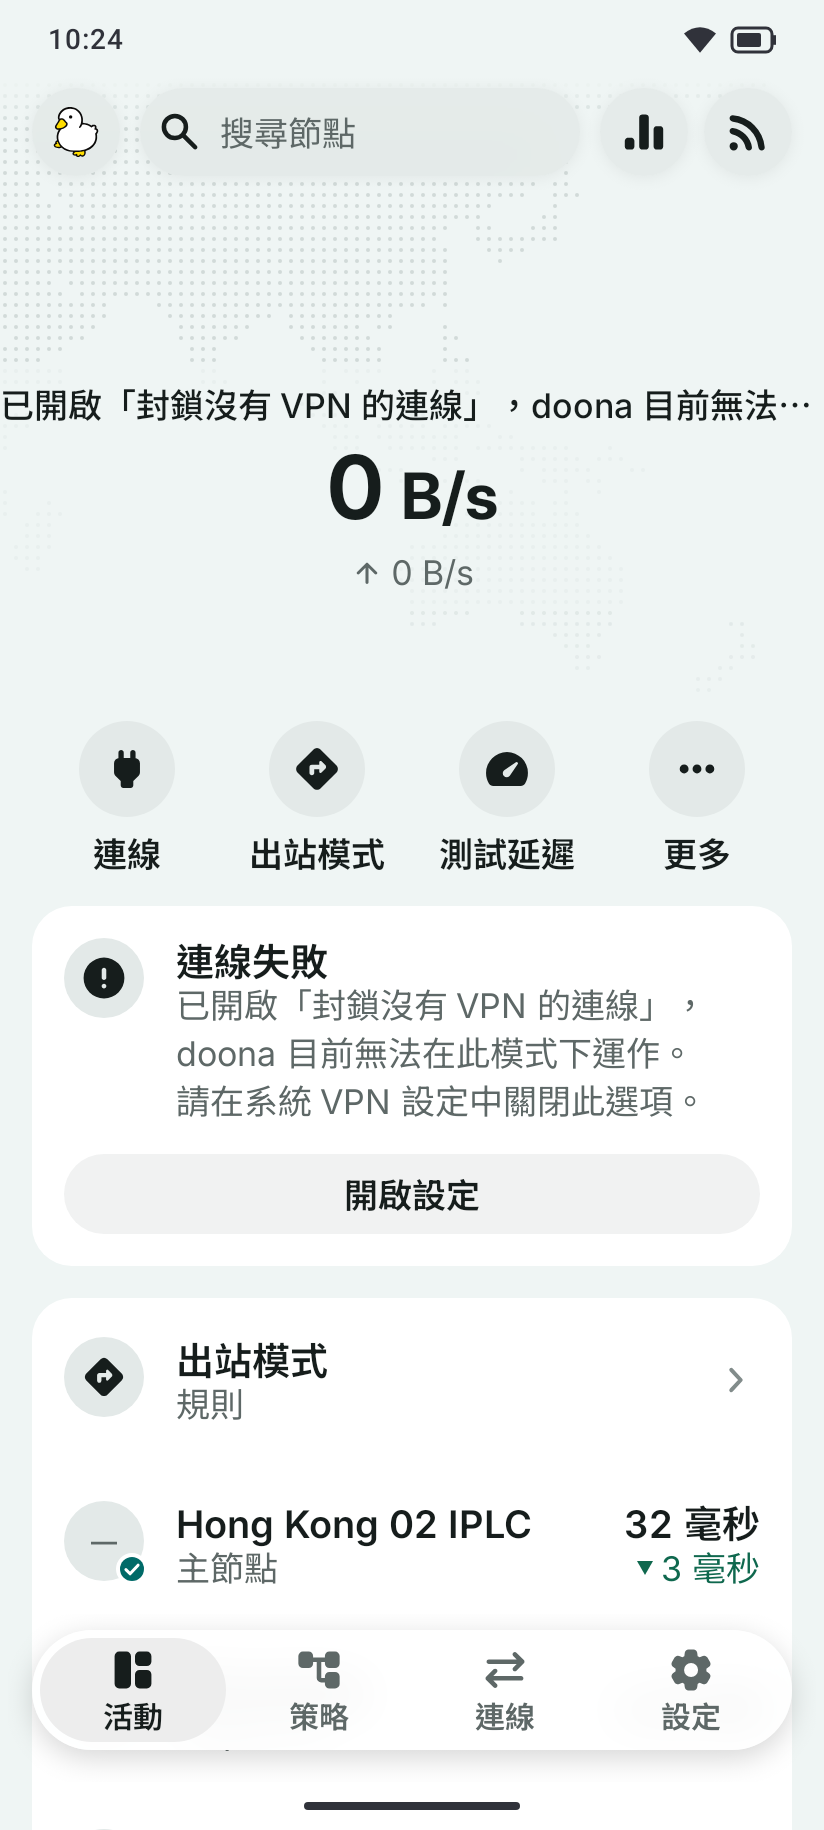 10:24
搜尋節點
已開啟「封鎖沒有 VPN 的連線」，doona 目前無法…
0 B/s
↑ 0 B/s
連線
出站模式
測試延遲
更多
連線失敗
已開啟「封鎖沒有 VPN 的連線」，
doona 目前無法在此模式下運作。
請在系統 VPN 設定中關閉此選項。
開啟設定
出站模式
規則
Hong Kong 02 IPLC
32 毫秒
主節點
▼3 毫秒
活動
策略
連線
設定